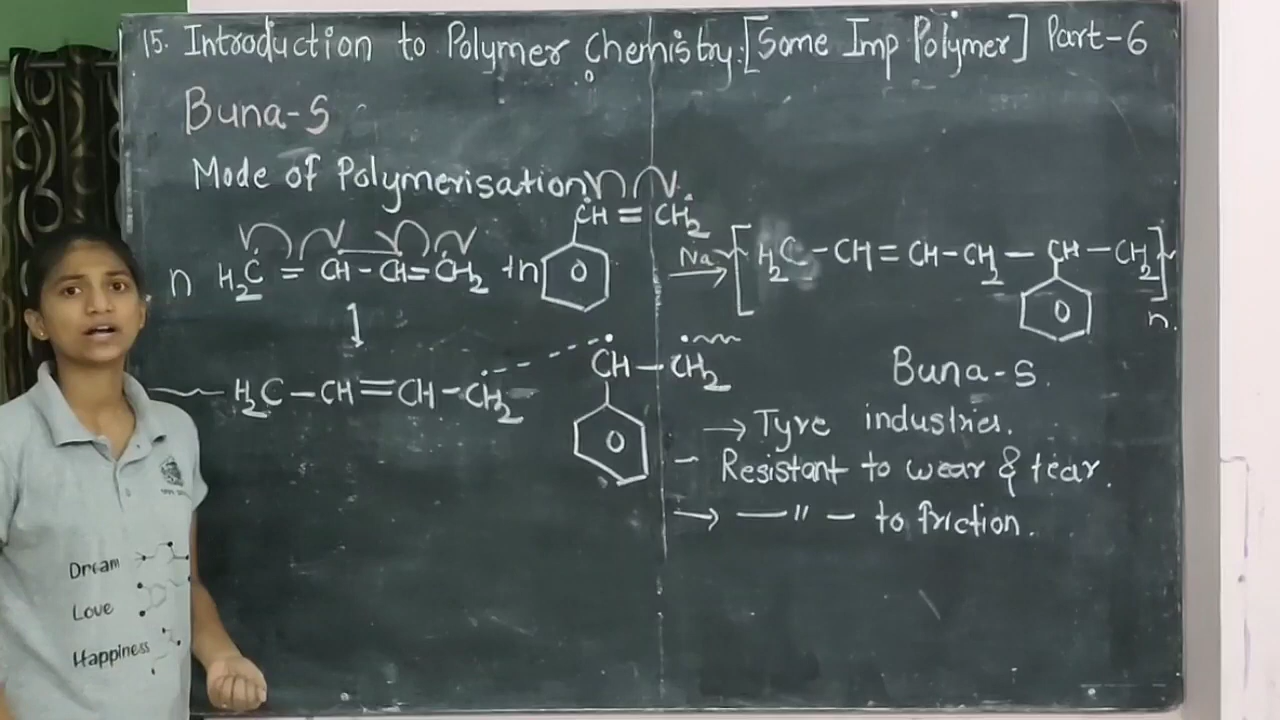 15. Introduction to Polymer Chemistry. [Some Imp Polymer] Part-6
Buna-S
Mode of Polymerisation
CH = CH2
n H2C = CH - CH = CH2 + n
Na
[H2C - CH = CH - CH2 - CH - CH2]n.
H2C - CH = CH - CH2
CH - CH2
Buna-S.
→ Tyre industries.
- Resistant to wear & tear.
→ — " — to friction.
Dream
Love
Happiness